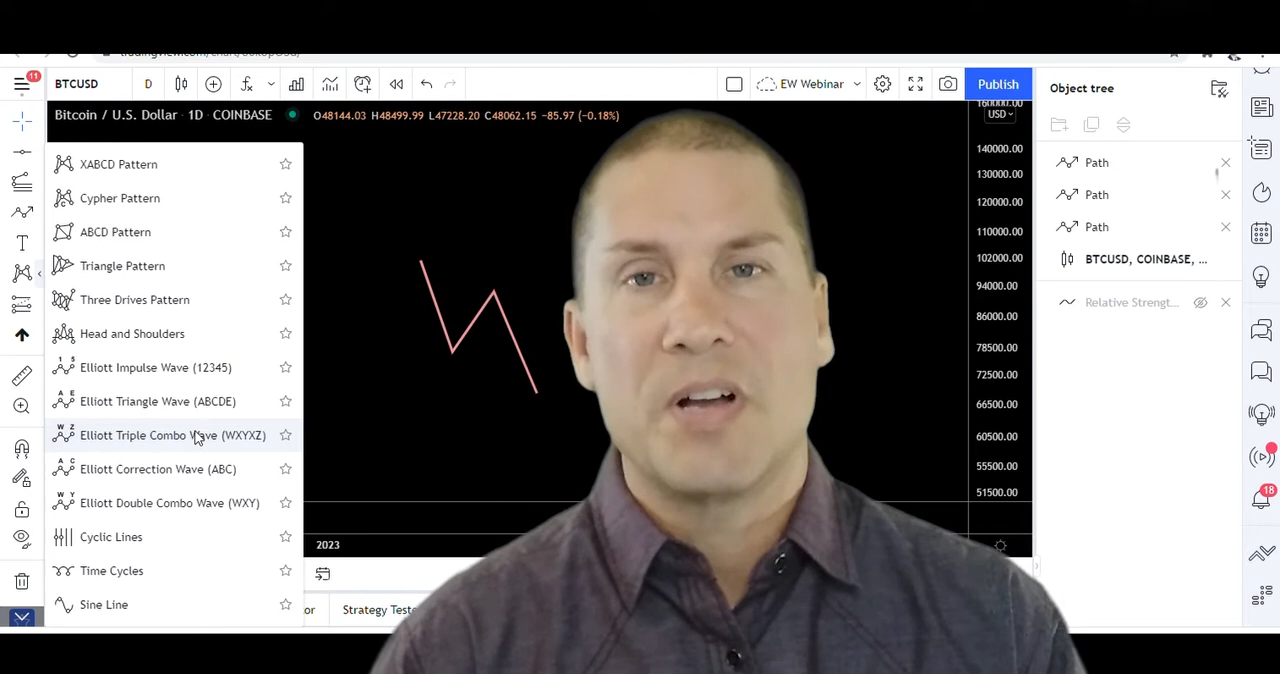 11
BTCUSD
D
EW Webinar
Publish
Object tree
Bitcoin / U.S. Dollar · 1D · COINBASE
O48144.03 H48499.99 L47228.20 C48062.15 −85.97 (−0.18%)
160000.00
USD
140000.00
130000.00
120000.00
110000.00
102000.00
94000.00
86000.00
78500.00
72500.00
66500.00
60500.00
55500.00
51500.00
XABCD Pattern
Cypher Pattern
ABCD Pattern
Triangle Pattern
Three Drives Pattern
Head and Shoulders
Elliott Impulse Wave (12345)
Elliott Triangle Wave (ABCDE)
Elliott Triple Combo Wave (WXYXZ)
Elliott Correction Wave (ABC)
Elliott Double Combo Wave (WXY)
Cyclic Lines
Time Cycles
Sine Line
Path
Path
Path
BTCUSD, COINBASE, ...
Relative Strengt...
2023
or
Strategy Teste
18